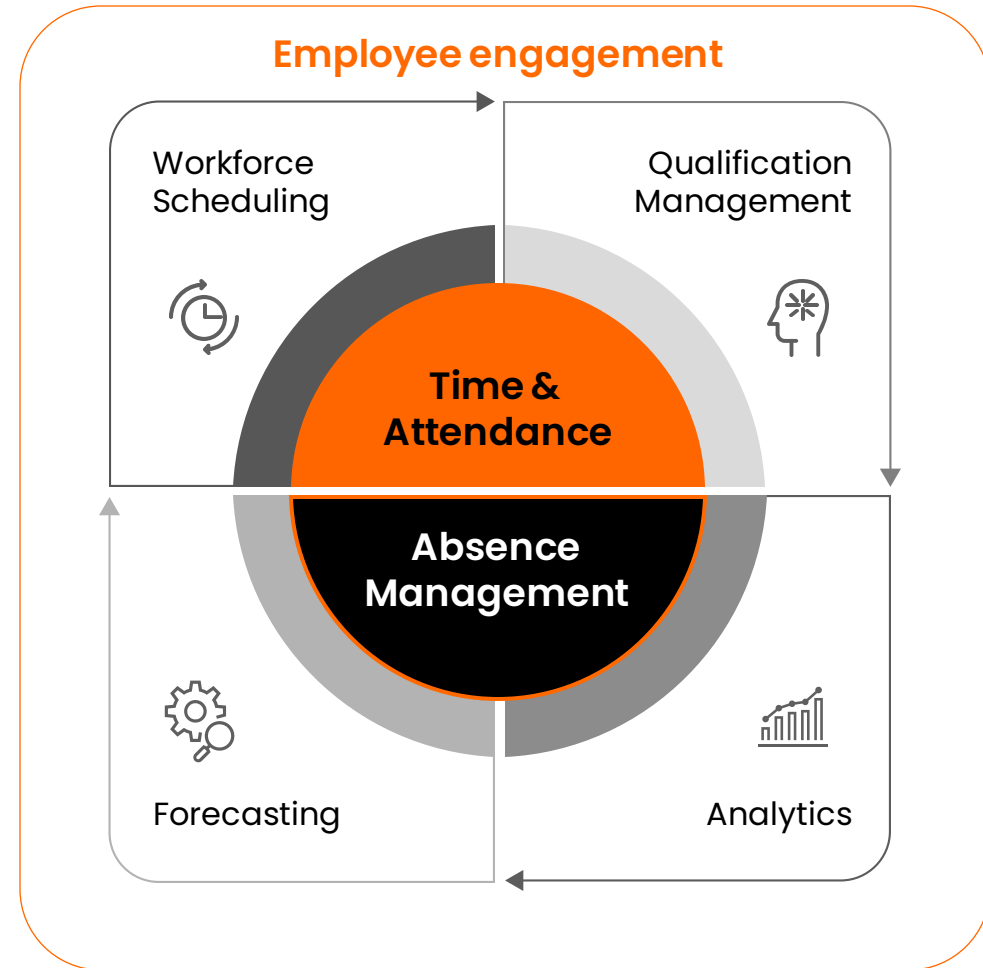 Employee engagement
Workforce
Scheduling
Qualification
Management
Time &
Attendance
Absence
Management
Forecasting
Analytics